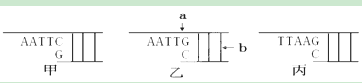 a
AATTC AATTG TTAAG
G C C
b
甲 乙 丙